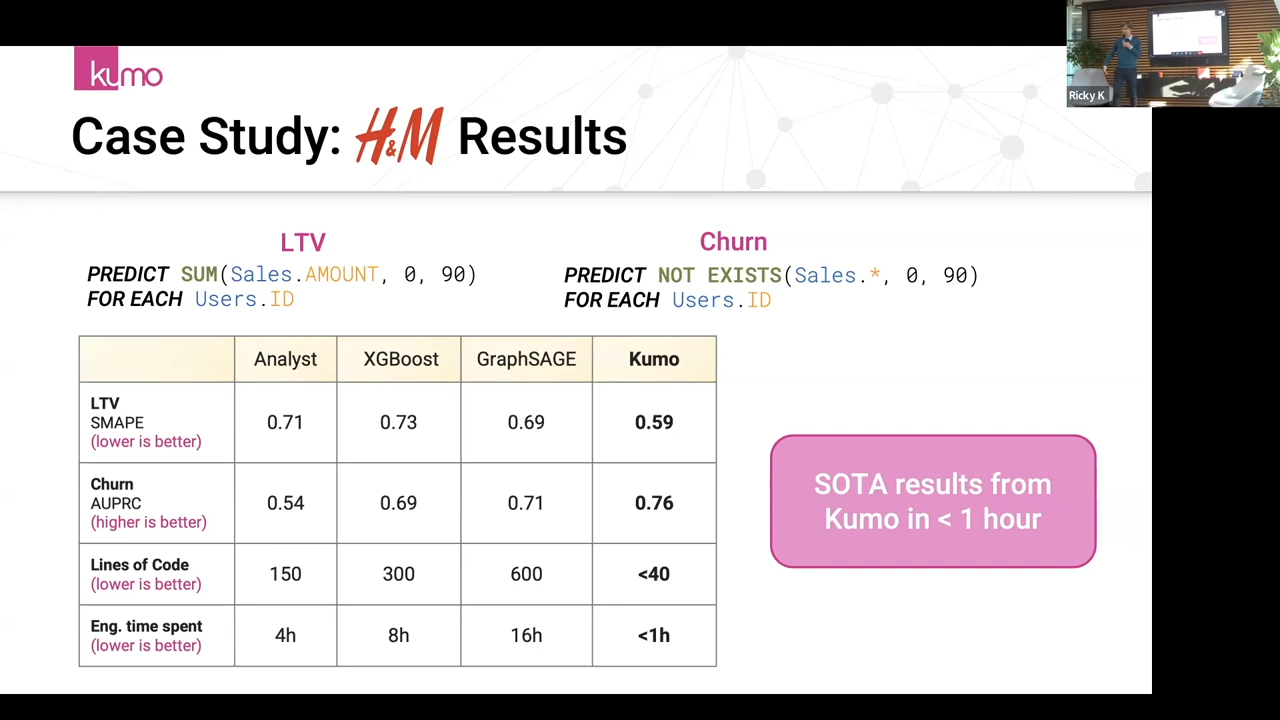 kumo
Ricky K
Case Study: H&M Results
LTV
PREDICT SUM(Sales.AMOUNT, 0, 90)
FOR EACH Users.ID
Churn
PREDICT NOT EXISTS(Sales.*, 0, 90)
FOR EACH Users.ID
Analyst XGBoost GraphSAGE Kumo
LTV
SMAPE
(lower is better)
0.71 0.73 0.69 0.59
Churn
AUPRC
(higher is better)
0.54 0.69 0.71 0.76
Lines of Code
(lower is better)
150 300 600 <40
Eng. time spent
(lower is better)
4h 8h 16h <1h
SOTA results from
Kumo in < 1 hour